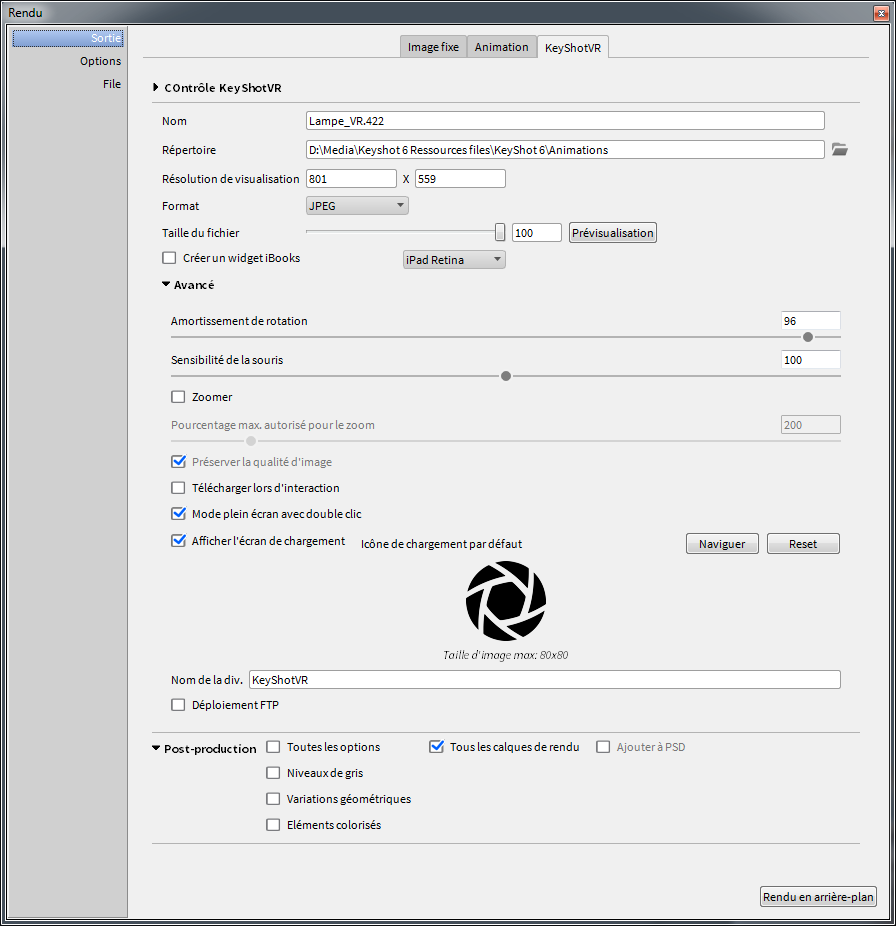 Rendu
Sortie
Options
File
Image fixe Animation KeyShotVR
COntrôle KeyShotVR
Nom Lampe_VR.422
Répertoire D:\Media\Keyshot 6 Ressources files\KeyShot 6\Animations
Résolution de visualisation 801 X 559
Format JPEG
Taille du fichier 100 Prévisualisation
Créer un widget iBooks iPad Retina
Avancé
Amortissement de rotation 96
Sensibilité de la souris 100
Zoomer
Pourcentage max. autorisé pour le zoom 200
Préserver la qualité d'image
Télécharger lors d'interaction
Mode plein écran avec double clic
Afficher l'écran de chargement Icône de chargement par défaut Naviguer Reset
Taille d'image max: 80x80
Nom de la div. KeyShotVR
Déploiement FTP
Post-production Toutes les options Tous les calques de rendu Ajouter à PSD
Niveaux de gris
Variations géométriques
Eléments colorisés
Rendu en arrière-plan